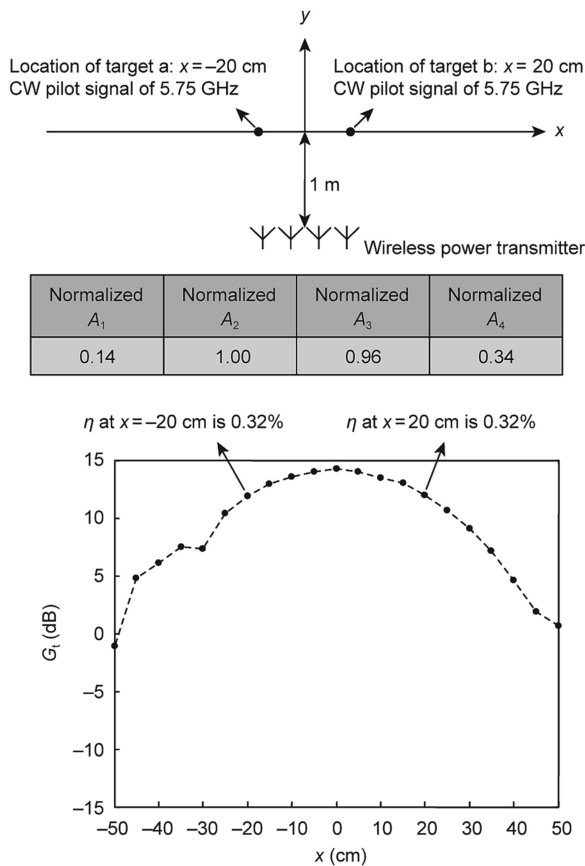 y
Location of target a: x = –20 cm
CW pilot signal of 5.75 GHz
Location of target b: x = 20 cm
CW pilot signal of 5.75 GHz
x
1 m
Wireless power transmitter
Normalized A1
Normalized A2
Normalized A3
Normalized A4
0.14
1.00
0.96
0.34
η at x = –20 cm is 0.32%
η at x = 20 cm is 0.32%
15
10
5
0
–5
–10
–15
Gt (dB)
–50 –40 –30 –20 –10 0 10 20 30 40 50
x (cm)